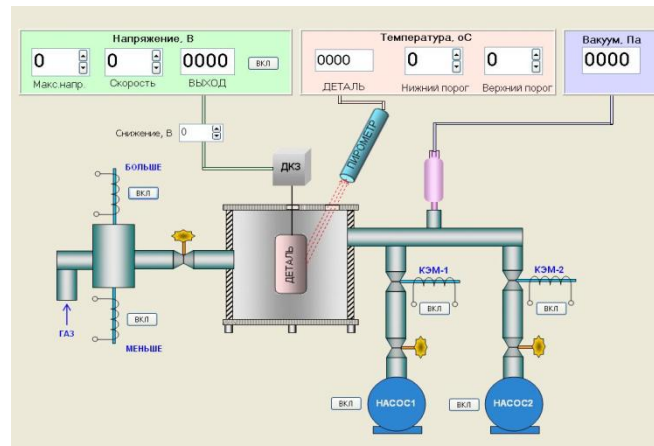 Напряжение, В
0 0 0000 ВКЛ
Макс.напр. Скорость ВЫХОД
Температура, оС
0000 0 0
ДЕТАЛЬ Нижний порог Верхний порог
Вакуум, Па
0000
Снижение, В 0
БОЛЬШЕ
ВКЛ
ДКЗ
ПИРОМЕТР
ДЕТАЛЬ
КЭМ-1
ВКЛ
КЭМ-2
ВКЛ
ГАЗ
ВКЛ
МЕНЬШЕ
ВКЛ НАСОС1
ВКЛ НАСОС2